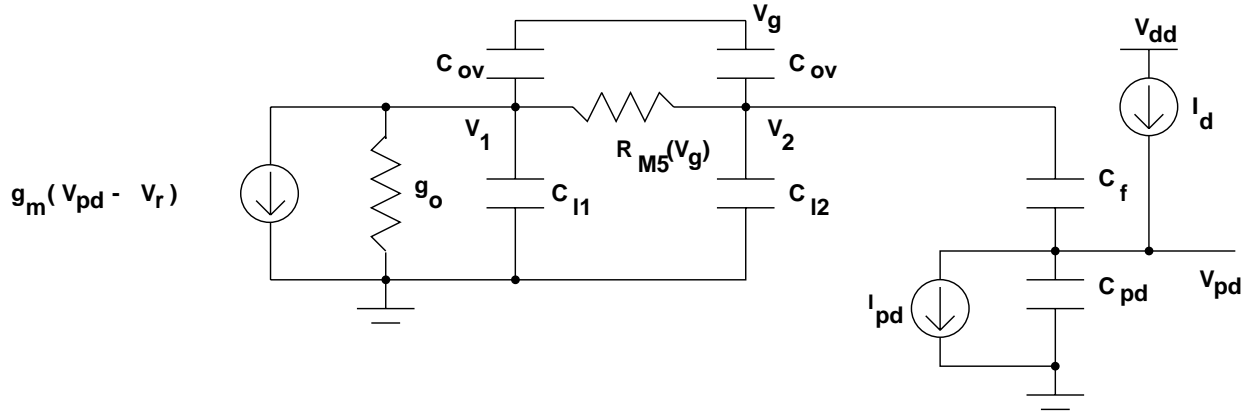 V_g
V_dd
C_ov
C_ov
I_d
V_1
V_2
R_M5(V_g)
g_m(V_pd - V_r)
g_o
C_l1
C_l2
C_f
C_pd
V_pd
I_pd